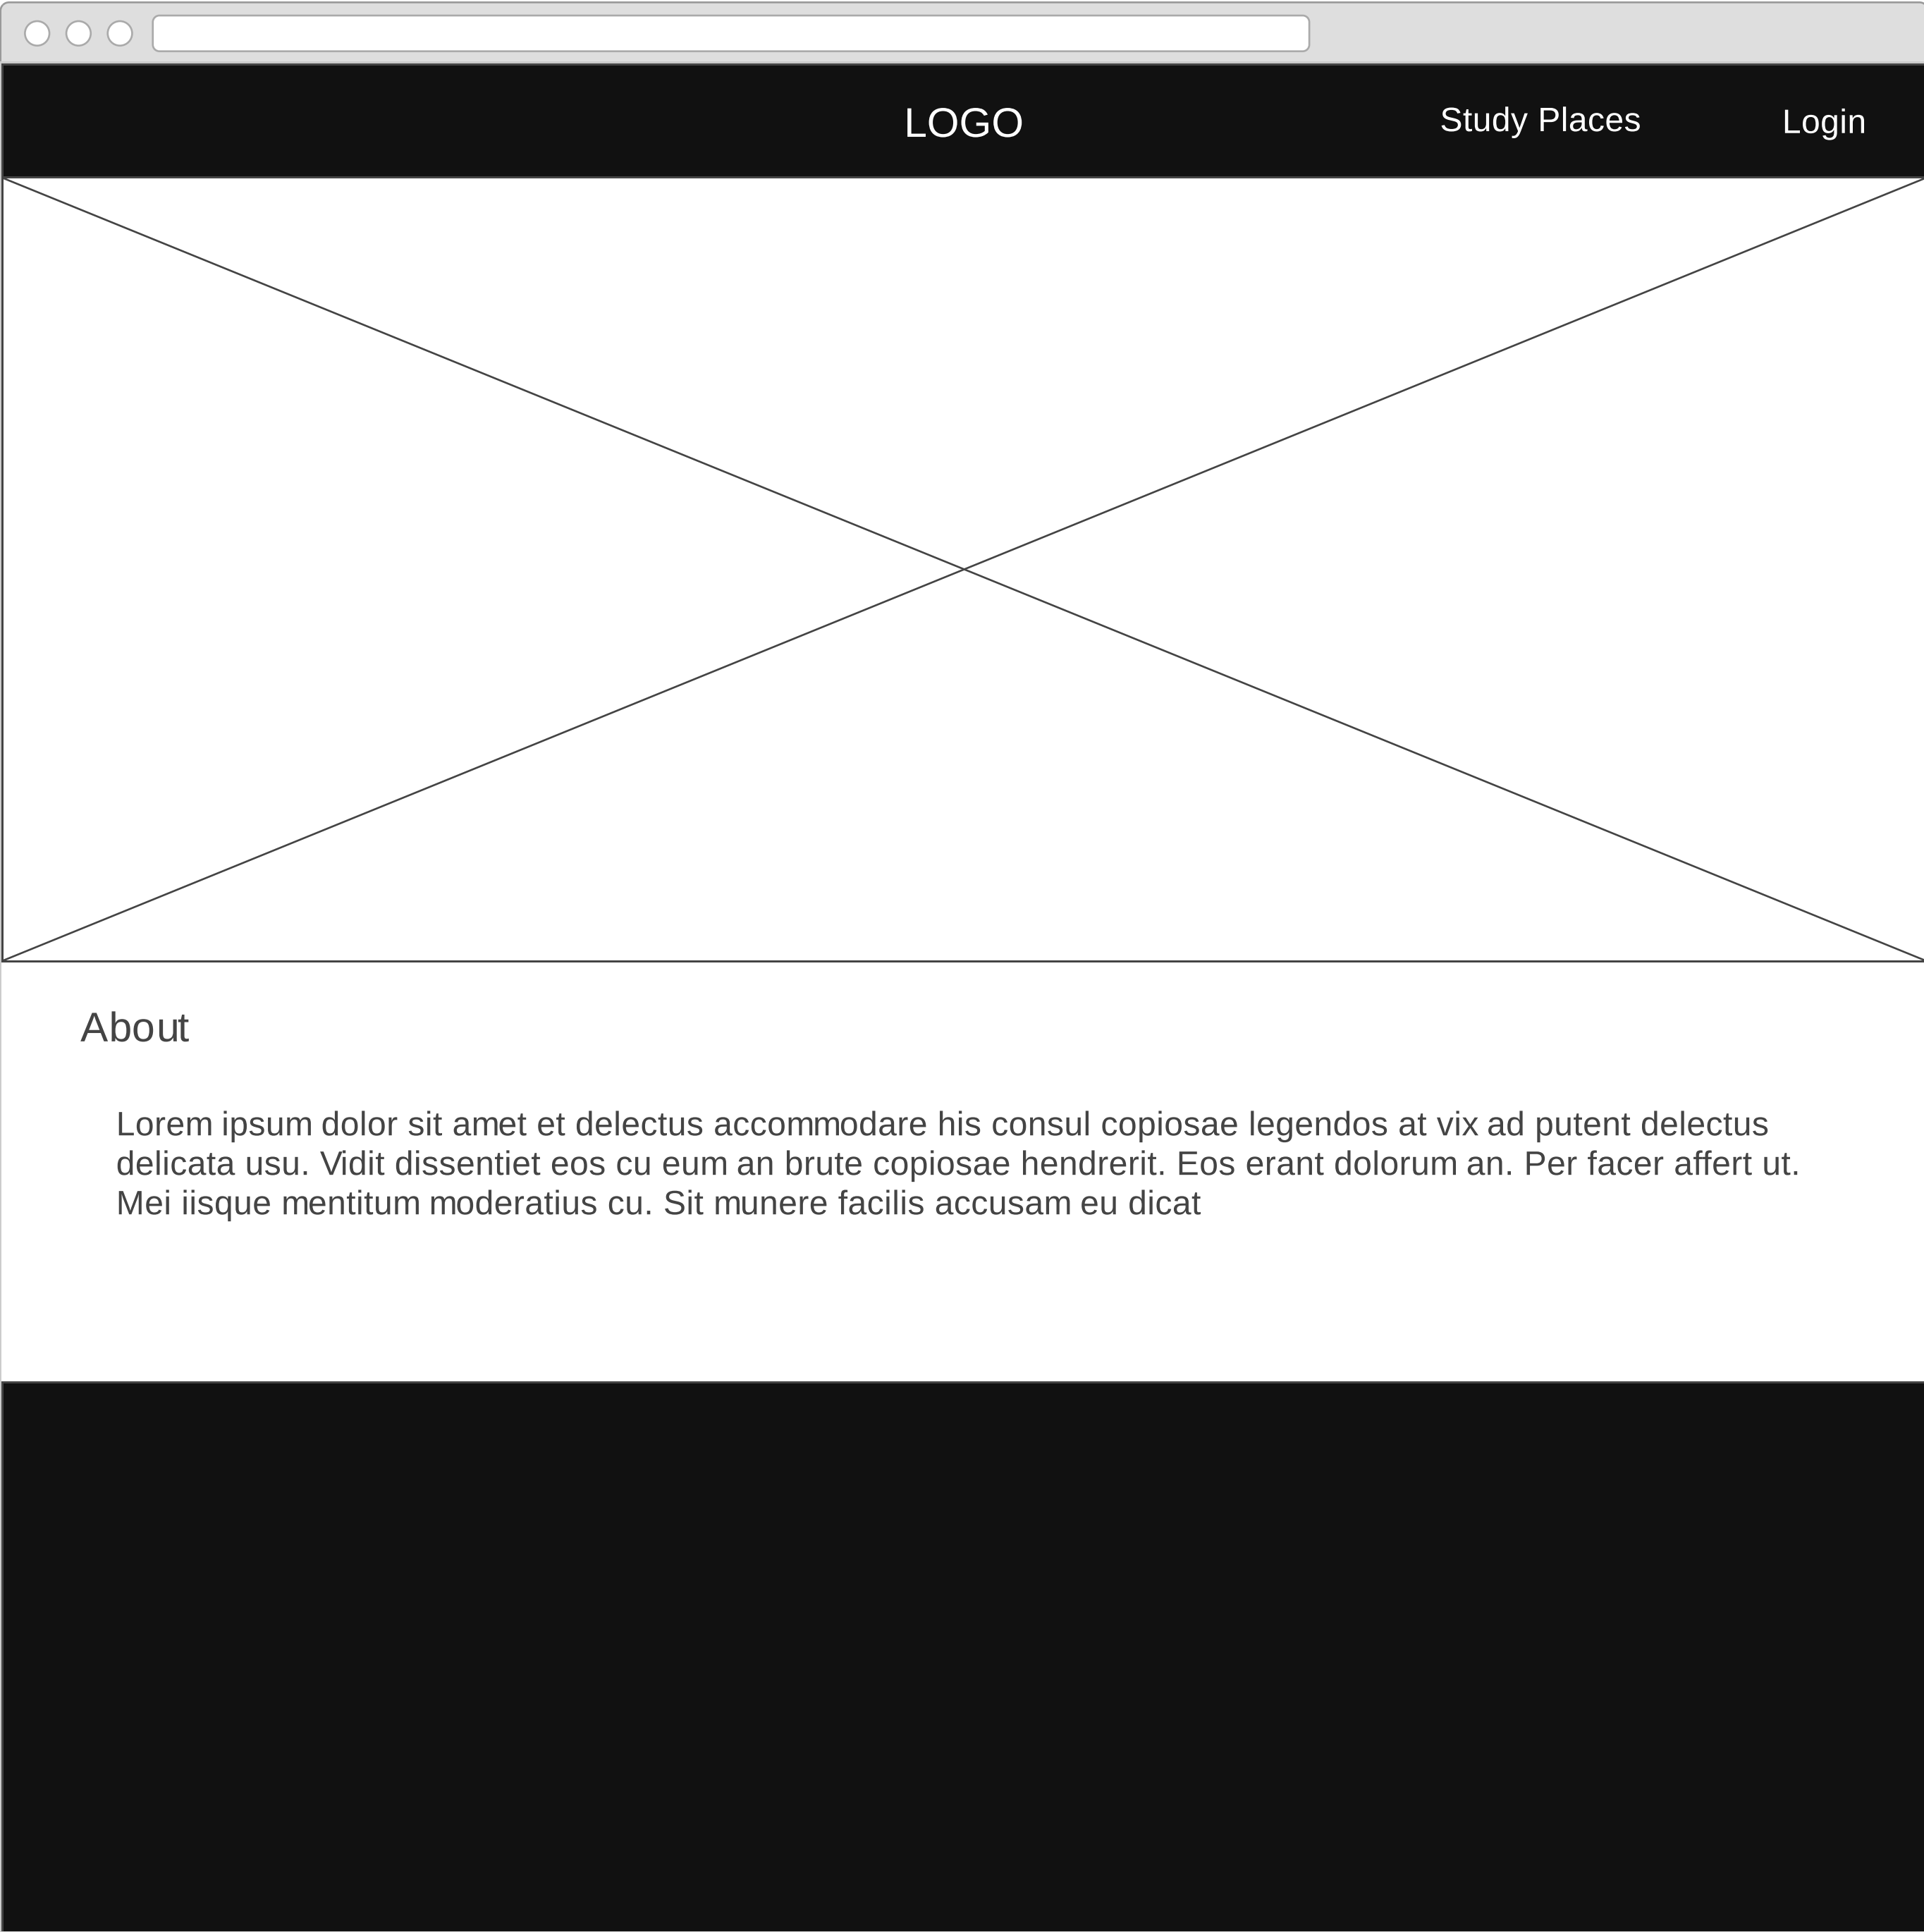 LOGO
Study Places
Login
About
Lorem ipsum dolor sit amet et delectus accommodare his consul copiosae legendos at vix ad putent delectus
delicata usu. Vidit dissentiet eos cu eum an brute copiosae hendrerit. Eos erant dolorum an. Per facer affert ut.
Mei iisque mentitum moderatius cu. Sit munere facilis accusam eu dicat